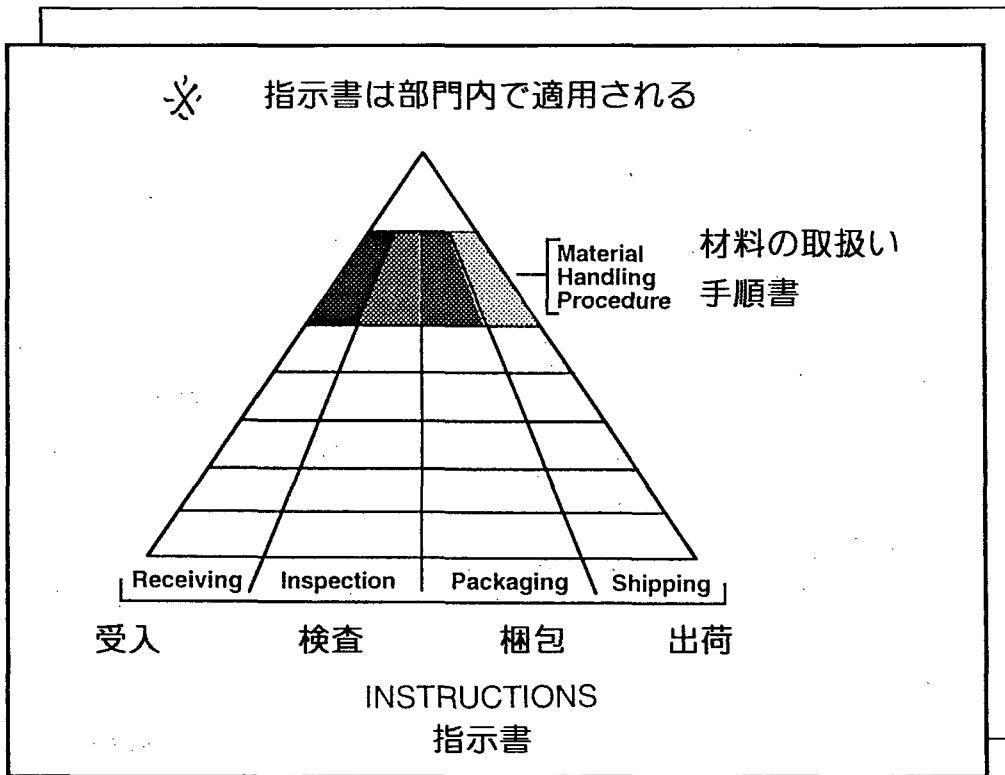 ※ 指示書は部門内で適用される
Material
Handling
Procedure
材料の取扱い
手順書
Receiving Inspection Packaging Shipping
受入 検査 梱包 出荷
INSTRUCTIONS
指示書